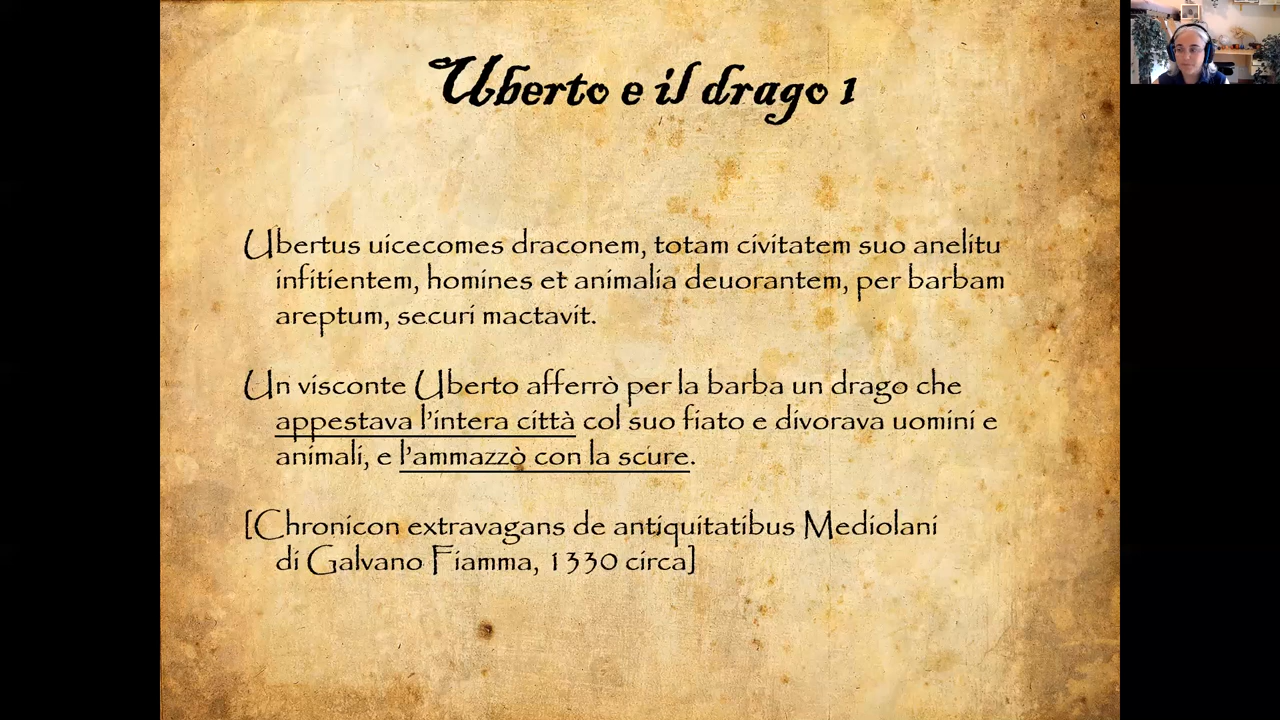 Uberto e il drago 1
Ubertus uicecomes draconem, totam civitatem suo anelitu
infitientem, homines et animalia deuorantem, per barbam
areptum, securi mactavit.
Un visconte Uberto afferrò per la barba un drago che
appestava l'intera città col suo fiato e divorava uomini e
animali, e l'ammazzò con la scure.
[Chronicon extravagans de antiquitatibus Mediolani
di Galvano Fiamma, 1330 circa]